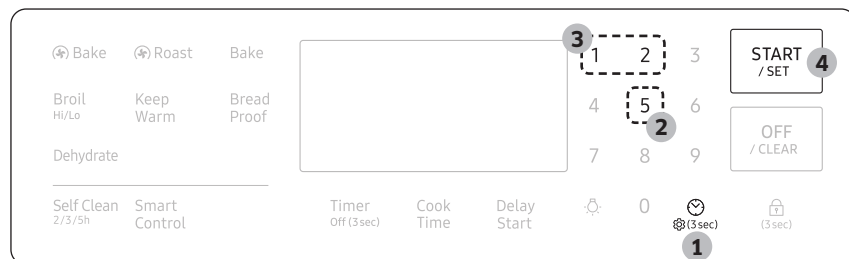 Bake Roast Bake
3
1 2 3
START
/ SET
4
Broil
Hi/Lo
Keep
Warm
Bread
Proof
4 5 6
2
OFF
/ CLEAR
Dehydrate
7 8 9
Self Clean
2/3/5h
Smart
Control
Timer
Off (3 sec)
Cook
Time
Delay
Start
0
(3 sec)
(3 sec)
1